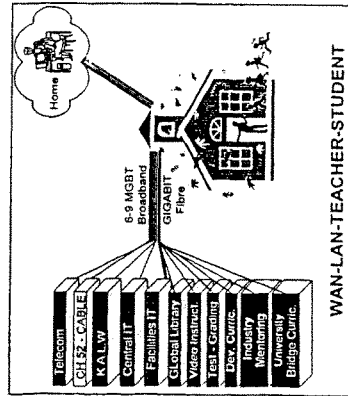 Home
6-9 MGBT
Broadband
GIGABIT
Fibre
Telecom
CH 52 - CABLE
K A L W
Central IT
Facilities IT
GLobal Library
Video Instruct.
Test - Grading
Dev. Curric.
Industry
Mentoring
University
Bridge Curric.
WAN-LAN-TEACHER-STUDENT